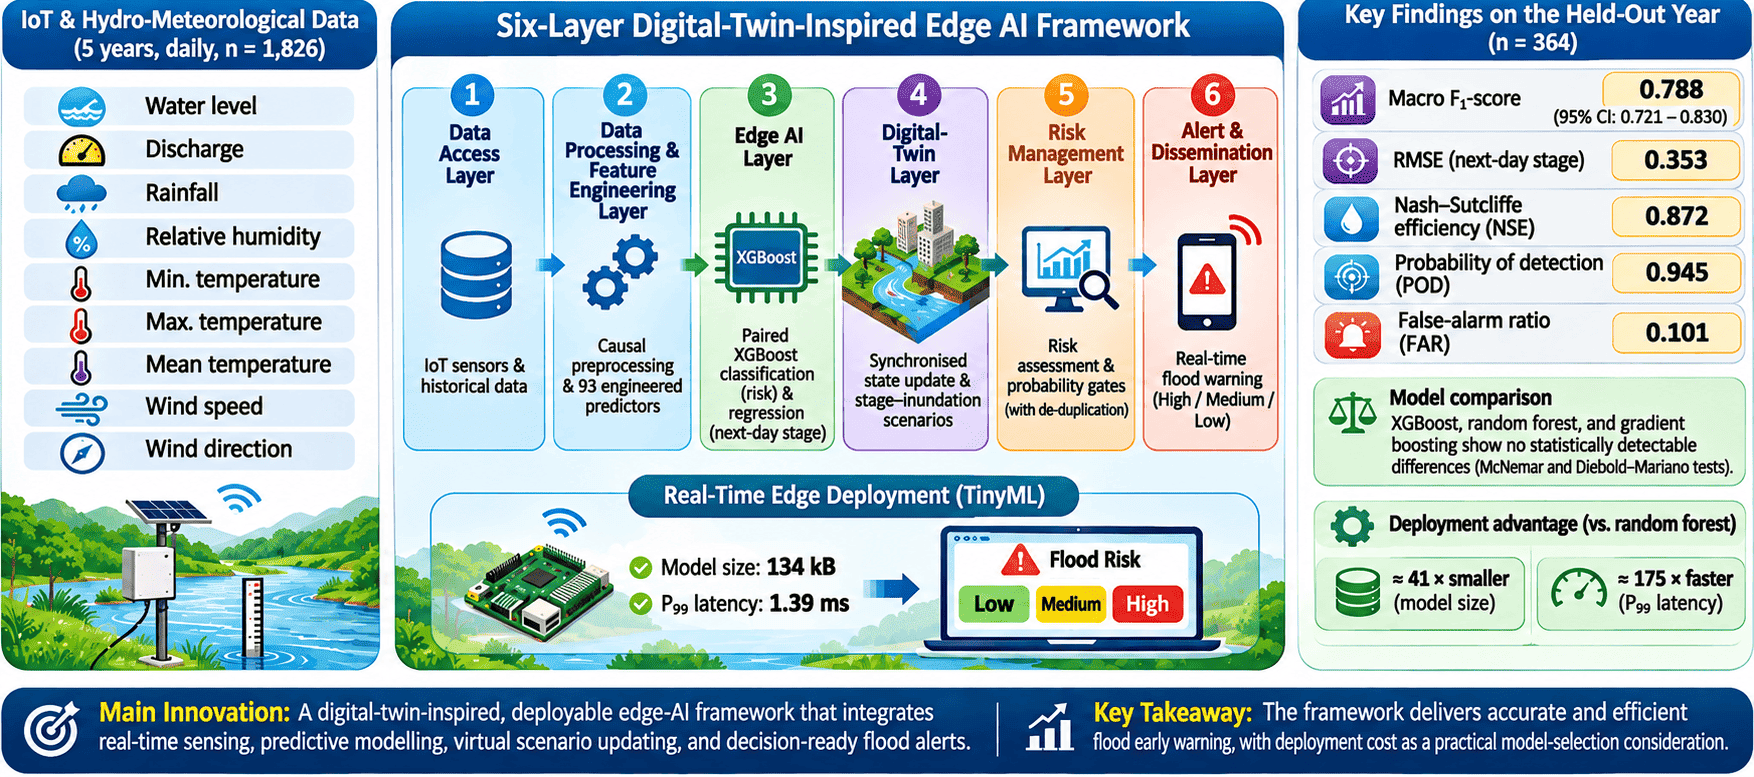 IoT & Hydro-Meteorological Data
(5 years, daily, n = 1,826)
Water level
Discharge
Rainfall
%
Relative humidity
Min. temperature
Max. temperature
Mean temperature
Wind speed
Wind direction
Six-Layer Digital-Twin-Inspired Edge AI Framework
1
Data
Access
Layer
IoT sensors &
historical data
2
Data
Processing &
Feature
Engineering
Layer
Causal
preprocessing
& 93 engineered
predictors
3
Edge AI
Layer
XGBoost
Paired
XGBoost
classification
(risk) &
regression
(next-day stage)
4
Digital-
Twin
Layer
Synchronised
state update &
stage–inundation
scenarios
5
Risk
Management
Layer
Risk
assessment &
probability gates
(with de-duplication)
6
Alert &
Dissemination
Layer
Real-time
flood warning
(High / Medium /
Low)
Real-Time Edge Deployment (TinyML)
Model size: 134 kB
P₉₉ latency: 1.39 ms
Flood Risk
Low Medium High
Key Findings on the Held-Out Year
(n = 364)
Macro F₁-score
0.788
(95% CI: 0.721 – 0.830)
RMSE (next-day stage)
0.353
Nash–Sutcliffe
efficiency (NSE)
0.872
Probability of detection
(POD)
0.945
False-alarm ratio
(FAR)
0.101
Model comparison
XGBoost, random forest, and gradient
boosting show no statistically detectable
differences (McNemar and Diebold–Mariano tests).
Deployment advantage (vs. random forest)
≈ 41 × smaller
(model size)
≈ 175 × faster
(P₉₉ latency)
Main Innovation: A digital-twin-inspired, deployable edge-AI framework that integrates
real-time sensing, predictive modelling, virtual scenario updating, and decision-ready flood alerts.
Key Takeaway: The framework delivers accurate and efficient
flood early warning, with deployment cost as a practical model-selection consideration.